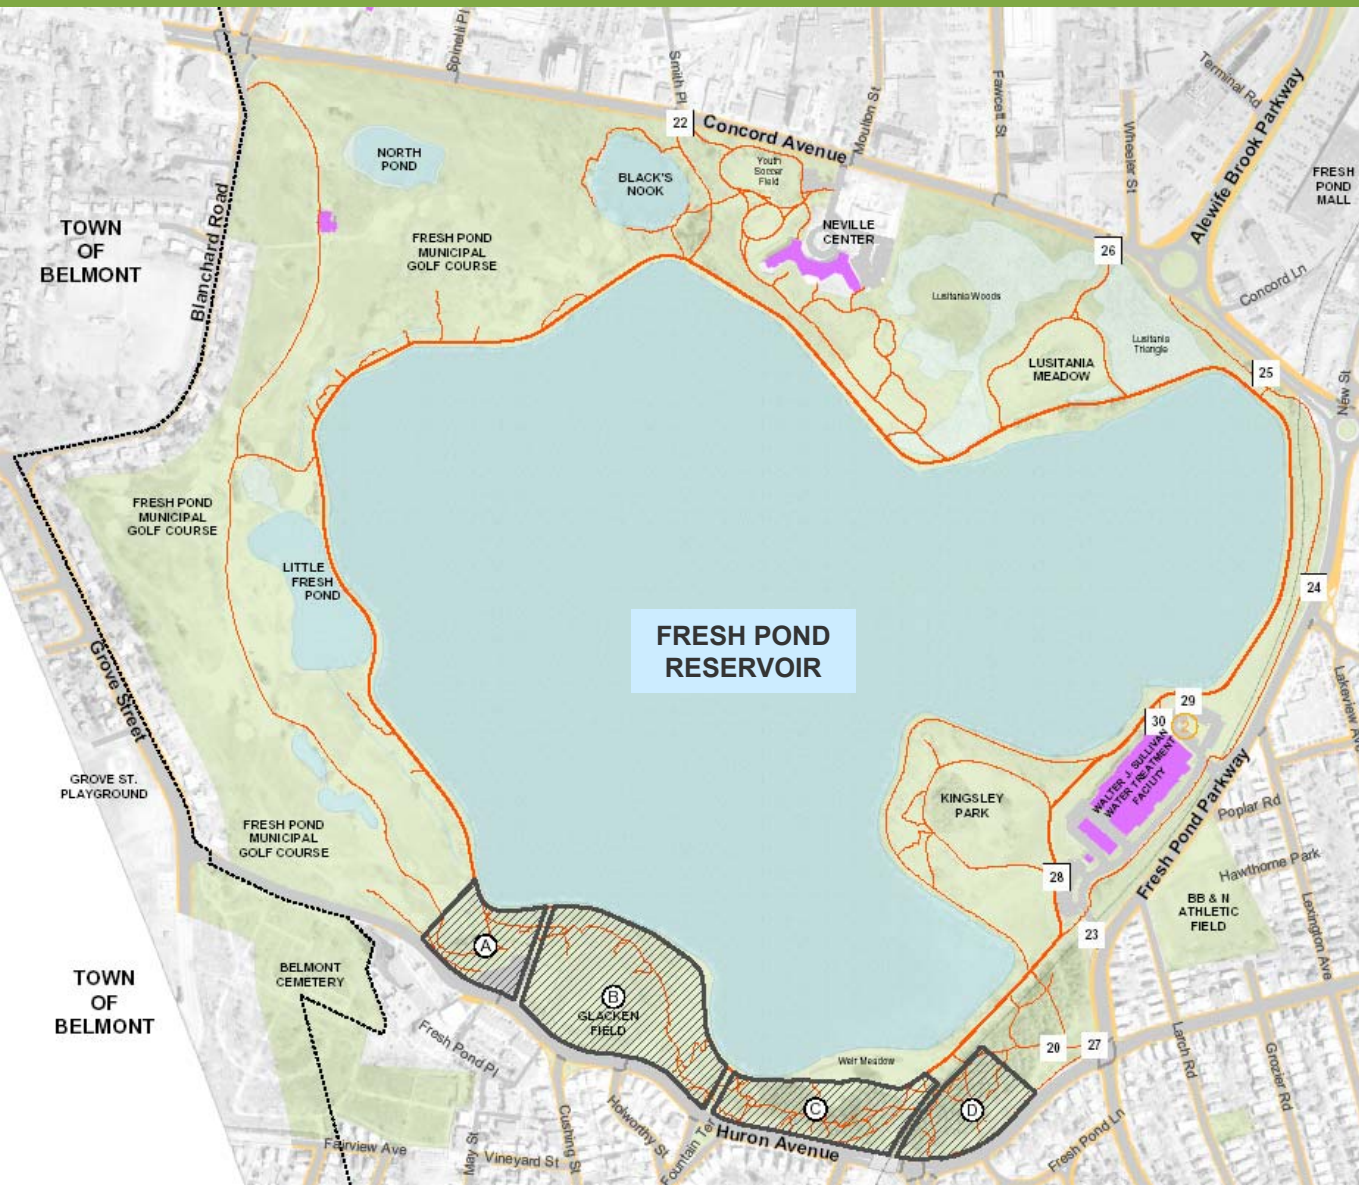 Spinelli Pl
Smith Pl
Moulton St
Fawcett St
Wheeler St
Terminal Rd
Alewife Brook Parkway
FRESH
POND
MALL
22
Concord Avenue
NORTH
POND
BLACK'S
NOOK
Youth
Soccer
Field
TOWN
OF
BELMONT
Blanchard Road
FRESH POND
MUNICIPAL
GOLF COURSE
NEVILLE
CENTER
26
Concord Ln
Lusitania Woods
Lusitania
Triangle
LUSITANIA
MEADOW
25
New St
FRESH POND
MUNICIPAL
GOLF COURSE
LITTLE
FRESH
POND
24
FRESH POND
RESERVOIR
Grove Street
Lakeview Ave
29
30
2
WALTER J. SULLIVAN
WATER TREATMENT
FACILITY
Fresh Pond Parkway
GROVE ST.
PLAYGROUND
KINGSLEY
PARK
Poplar Rd
FRESH POND
MUNICIPAL
GOLF COURSE
Hawthorne Park
28
BB & N
ATHLETIC
FIELD
Lexington Ave
23
A
BELMONT
CEMETERY
TOWN
OF
BELMONT
B
GLACKEN
FIELD
Fresh Pond Pl
Weir Meadow
20
27
Larch Rd
Grozier Rd
C
D
Huron Avenue
Fresh Pond Ln
Fairview Ave
May St
Vineyard St
Cushing St
Holworthy St
Fountain Ter